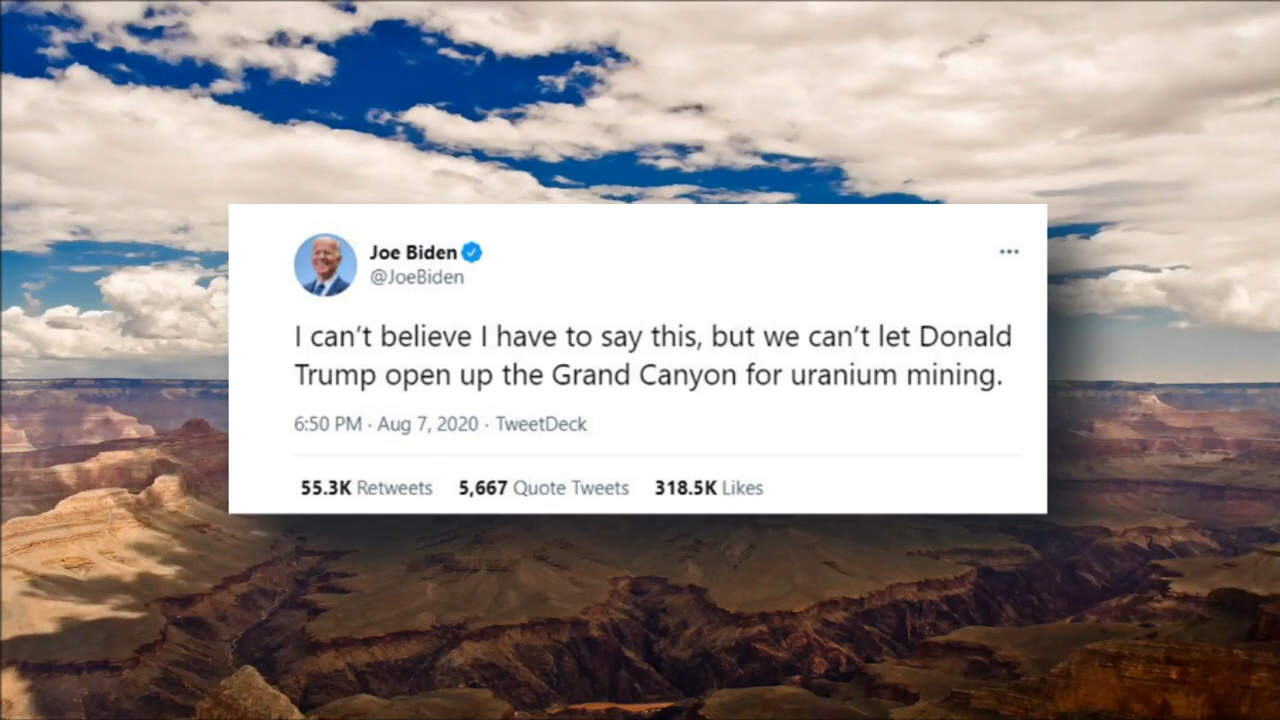 Joe Biden
@JoeBiden
I can’t believe I have to say this, but we can’t let Donald
Trump open up the Grand Canyon for uranium mining.
6:50 PM · Aug 7, 2020 · TweetDeck
55.3K Retweets 5,667 Quote Tweets 318.5K Likes